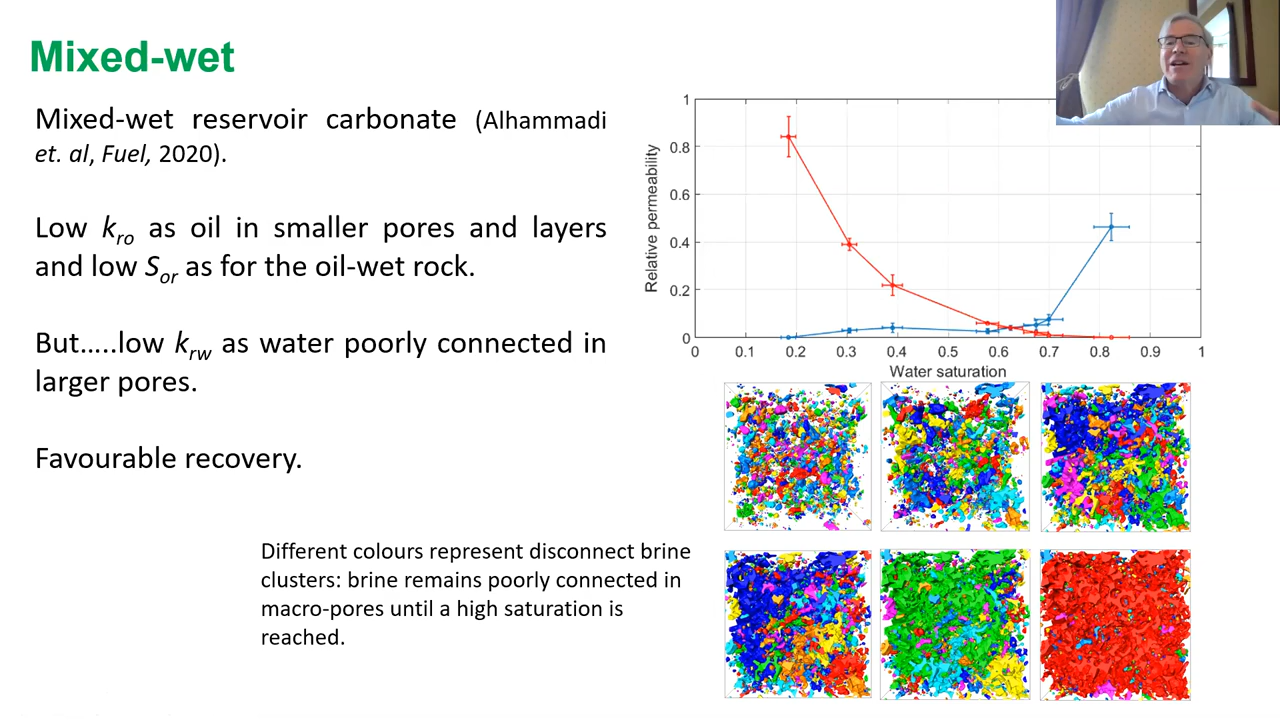 Mixed-wet
Mixed-wet reservoir carbonate (Alhammadi
et. al, Fuel, 2020).
Low kro as oil in smaller pores and layers
and low Sor as for the oil-wet rock.
But…..low krw as water poorly connected in
larger pores.
Favourable recovery.
Different colours represent disconnect brine
clusters: brine remains poorly connected in
macro-pores until a high saturation is
reached.
Relative permeability
1
0.8
0.6
0.4
0.2
0
0 0.1 0.2 0.3 0.4 0.5 0.6 0.7 0.8 0.9 1
Water saturation